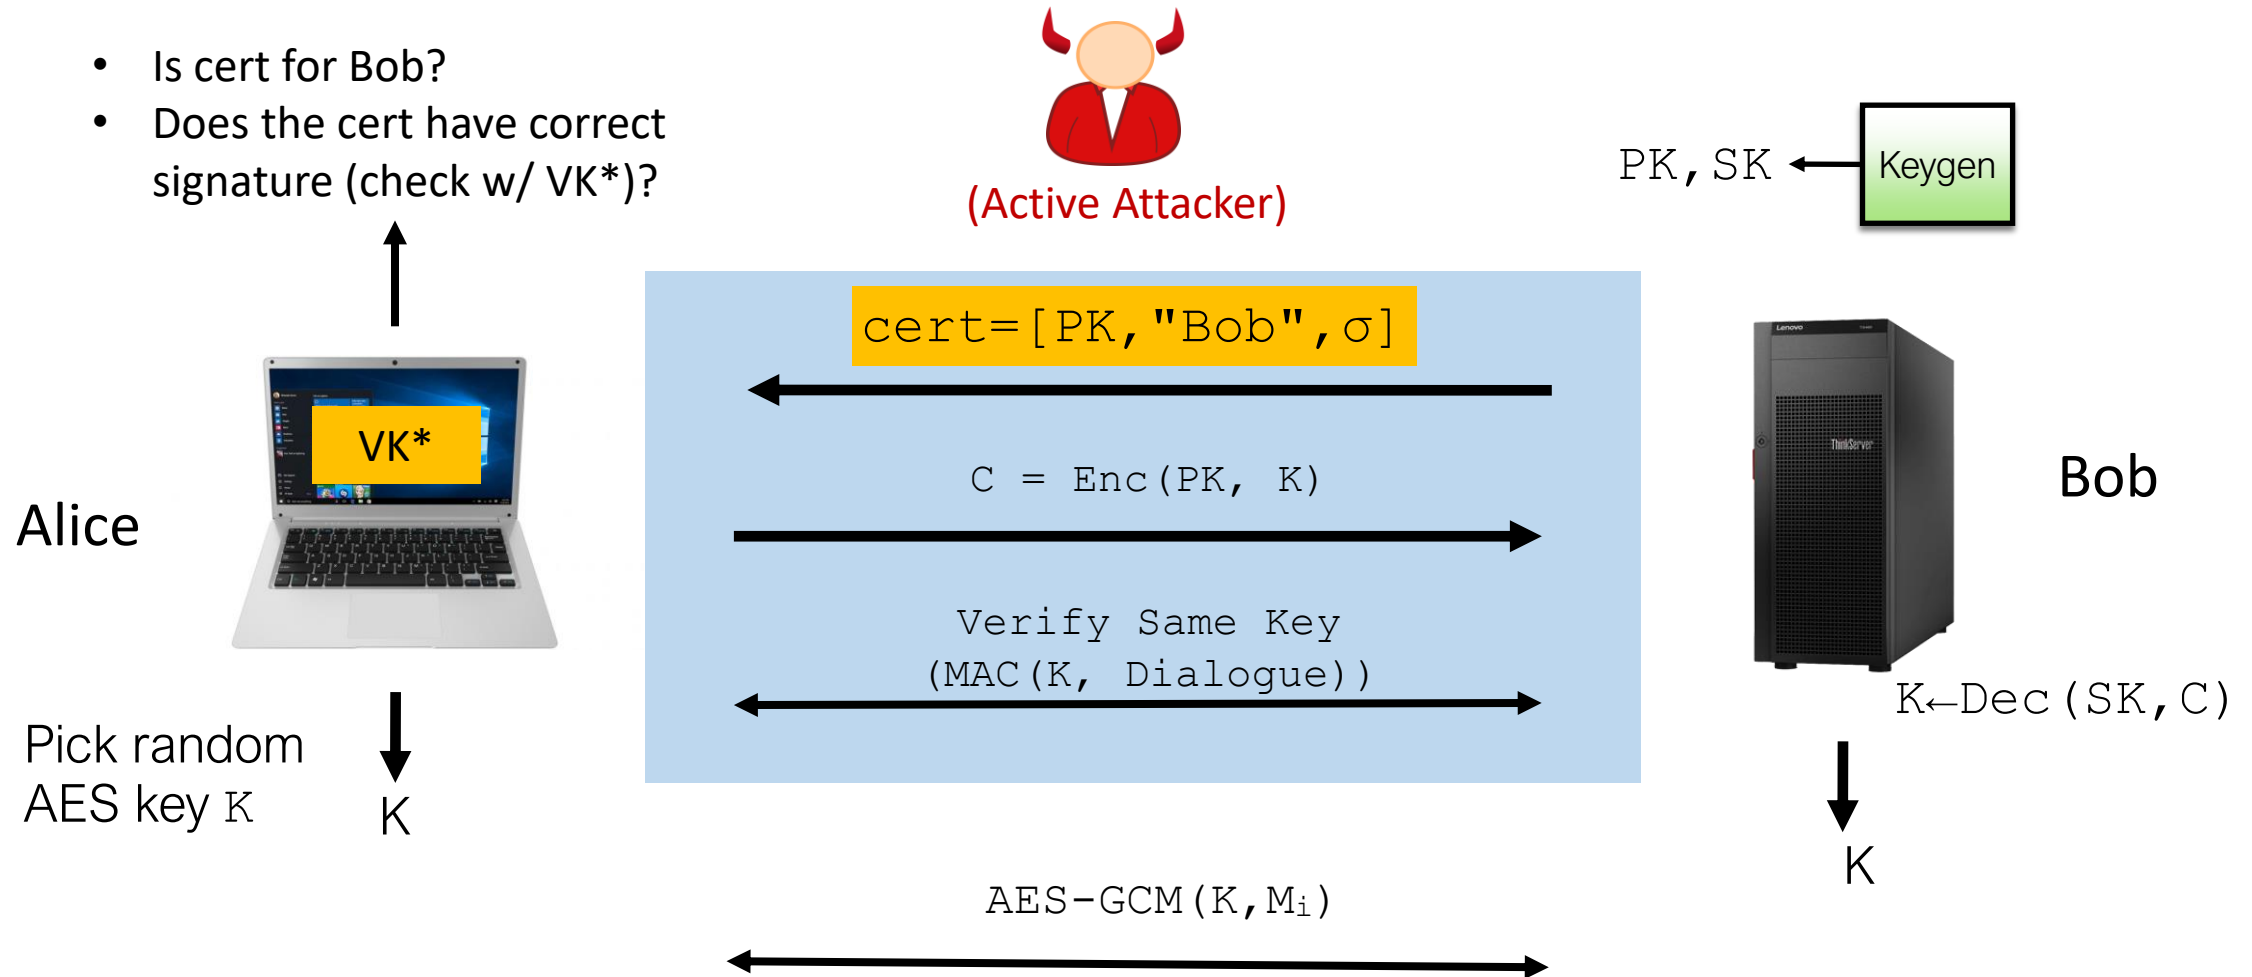 • Is cert for Bob?
• Does the cert have correct
signature (check w/ VK*)?
(Active Attacker)
PK,SK
Keygen
cert=[PK,"Bob",σ]
VK*
C = Enc(PK, K)
Alice
Bob
Lenovo
ThinkServer
Verify Same Key
(MAC(K, Dialogue))
K←Dec(SK,C)
Pick random
AES key K
K
K
AES-GCM(K,Mᵢ)